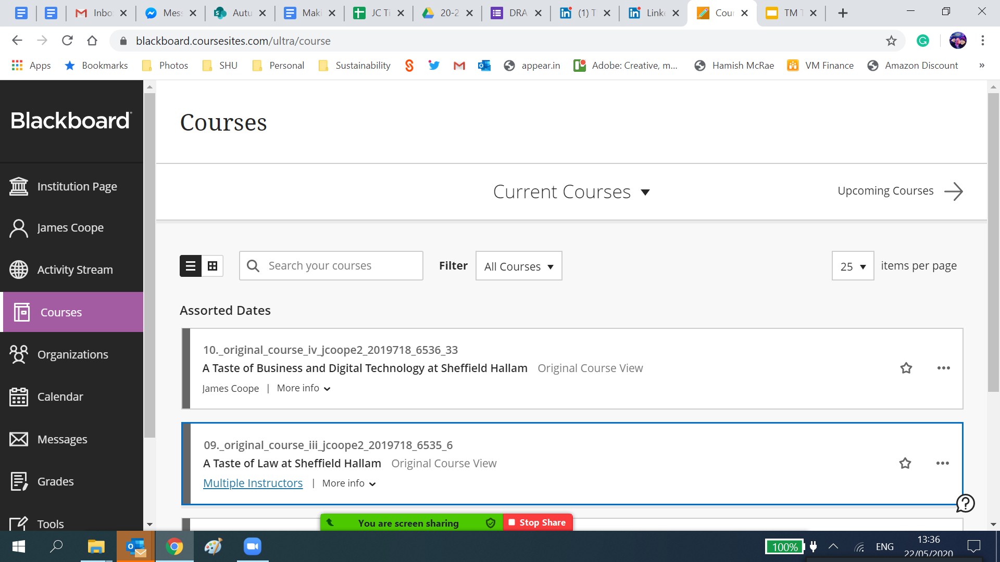 Inbo Mess Autu Maki JC Ti 20-2 DRA (1) T Linke Cour TM T
blackboard.coursesites.com/ultra/course
Apps Bookmarks Photos SHU Personal Sustainability appear.in Adobe: Creative, m... Hamish McRae VM Finance Amazon Discount »
Blackboard
Courses
Current Courses
Upcoming Courses
Institution Page
James Coope
Activity Stream
Courses
Organizations
Calendar
Messages
Grades
Tools
Search your courses
Filter
All Courses
25
items per page
Assorted Dates
10._original_course_iv_jcoope2_2019718_6536_33
A Taste of Business and Digital Technology at Sheffield Hallam Original Course View
James Coope | More info
09._original_course_iii_jcoope2_2019718_6535_6
A Taste of Law at Sheffield Hallam Original Course View
Multiple Instructors | More info
You are screen sharing
Stop Share
100%
ENG
13:36
22/05/2020